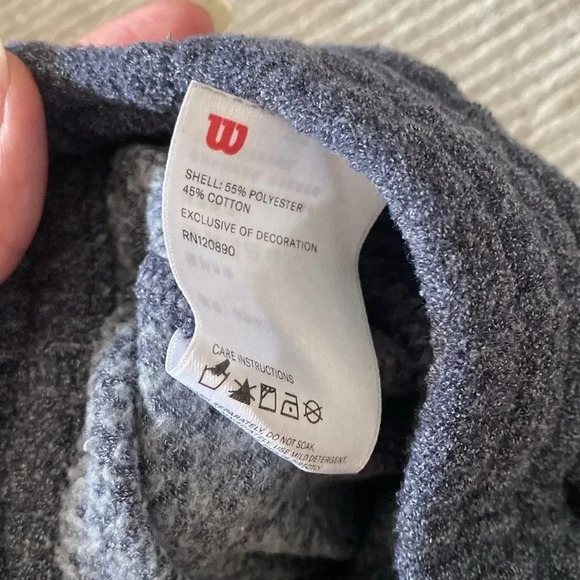 W
SHELL: 55% POLYESTER
45% COTTON
EXCLUSIVE OF DECORATION
RN120890
CARE INSTRUCTIONS
DO NOT SOAK
USE MILD DETERGENT